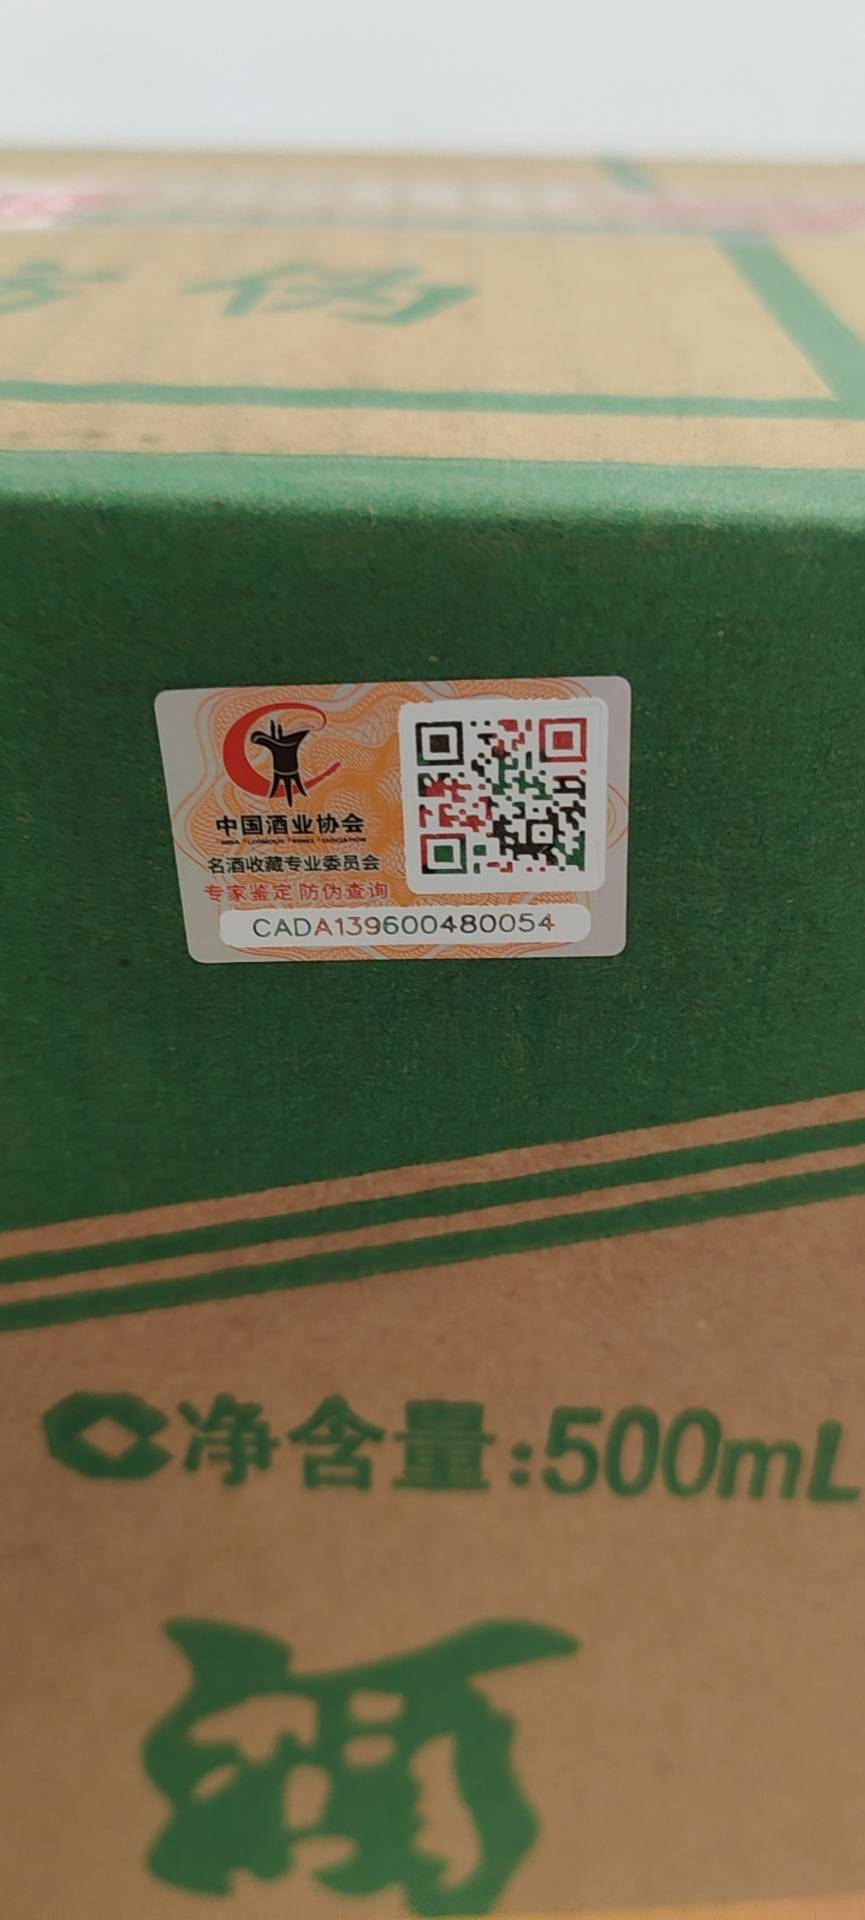 伪
中国酒业协会
名酒收藏专业委员会
专家鉴定 防伪查询
CADA139600480054
净含量:500mL
酒